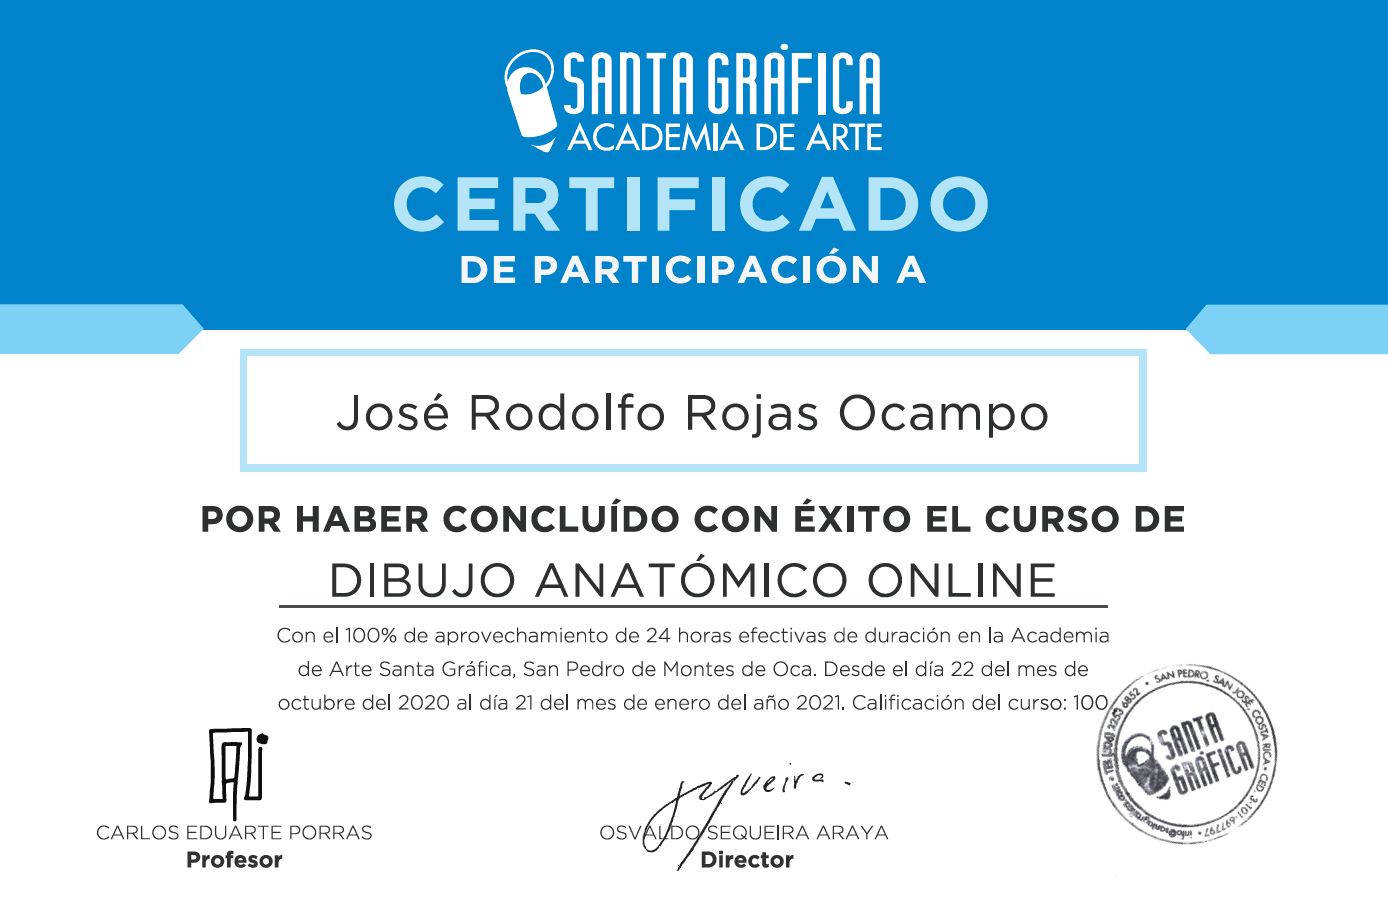 SANTA GRÁFICA
ACADEMIA DE ARTE
CERTIFICADO
DE PARTICIPACIÓN A
José Rodolfo Rojas Ocampo
POR HABER CONCLUÍDO CON ÉXITO EL CURSO DE
DIBUJO ANATÓMICO ONLINE
Con el 100% de aprovechamiento de 24 horas efectivas de duración en la Academia
de Arte Santa Gráfica, San Pedro de Montes de Oca. Desde el día 22 del mes de
octubre del 2020 al día 21 del mes de enero del año 2021. Calificación del curso: 100
CARLOS EDUARTE PORRAS
Profesor
Sequeira
OSVALDO SEQUEIRA ARAYA
Director
SAN PEDRO, SAN JOSÉ, COSTA RICA • CED. 3-101-697797 •
TEL (506) 2253 6852 •
SANTA
GRÁFICA